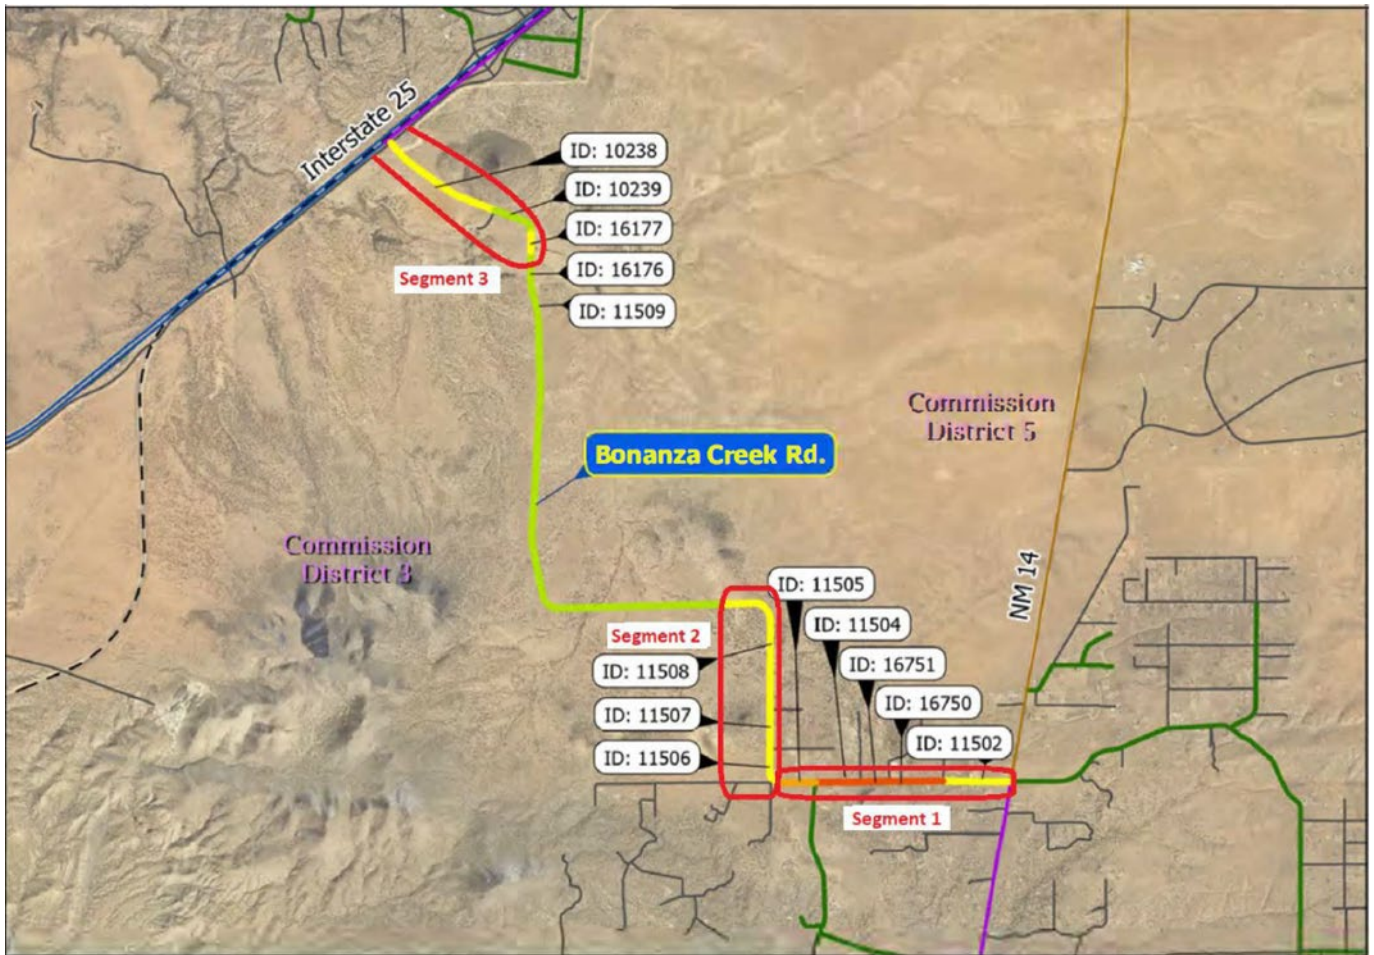 Interstate 25
ID: 10238
ID: 10239
ID: 16177
ID: 16176
ID: 11509
Segment 3
Commission
District 5
Bonanza Creek Rd.
Commission
District 3
NM 14
ID: 11505
ID: 11504
ID: 16751
ID: 16750
ID: 11502
Segment 2
ID: 11508
ID: 11507
ID: 11506
Segment 1